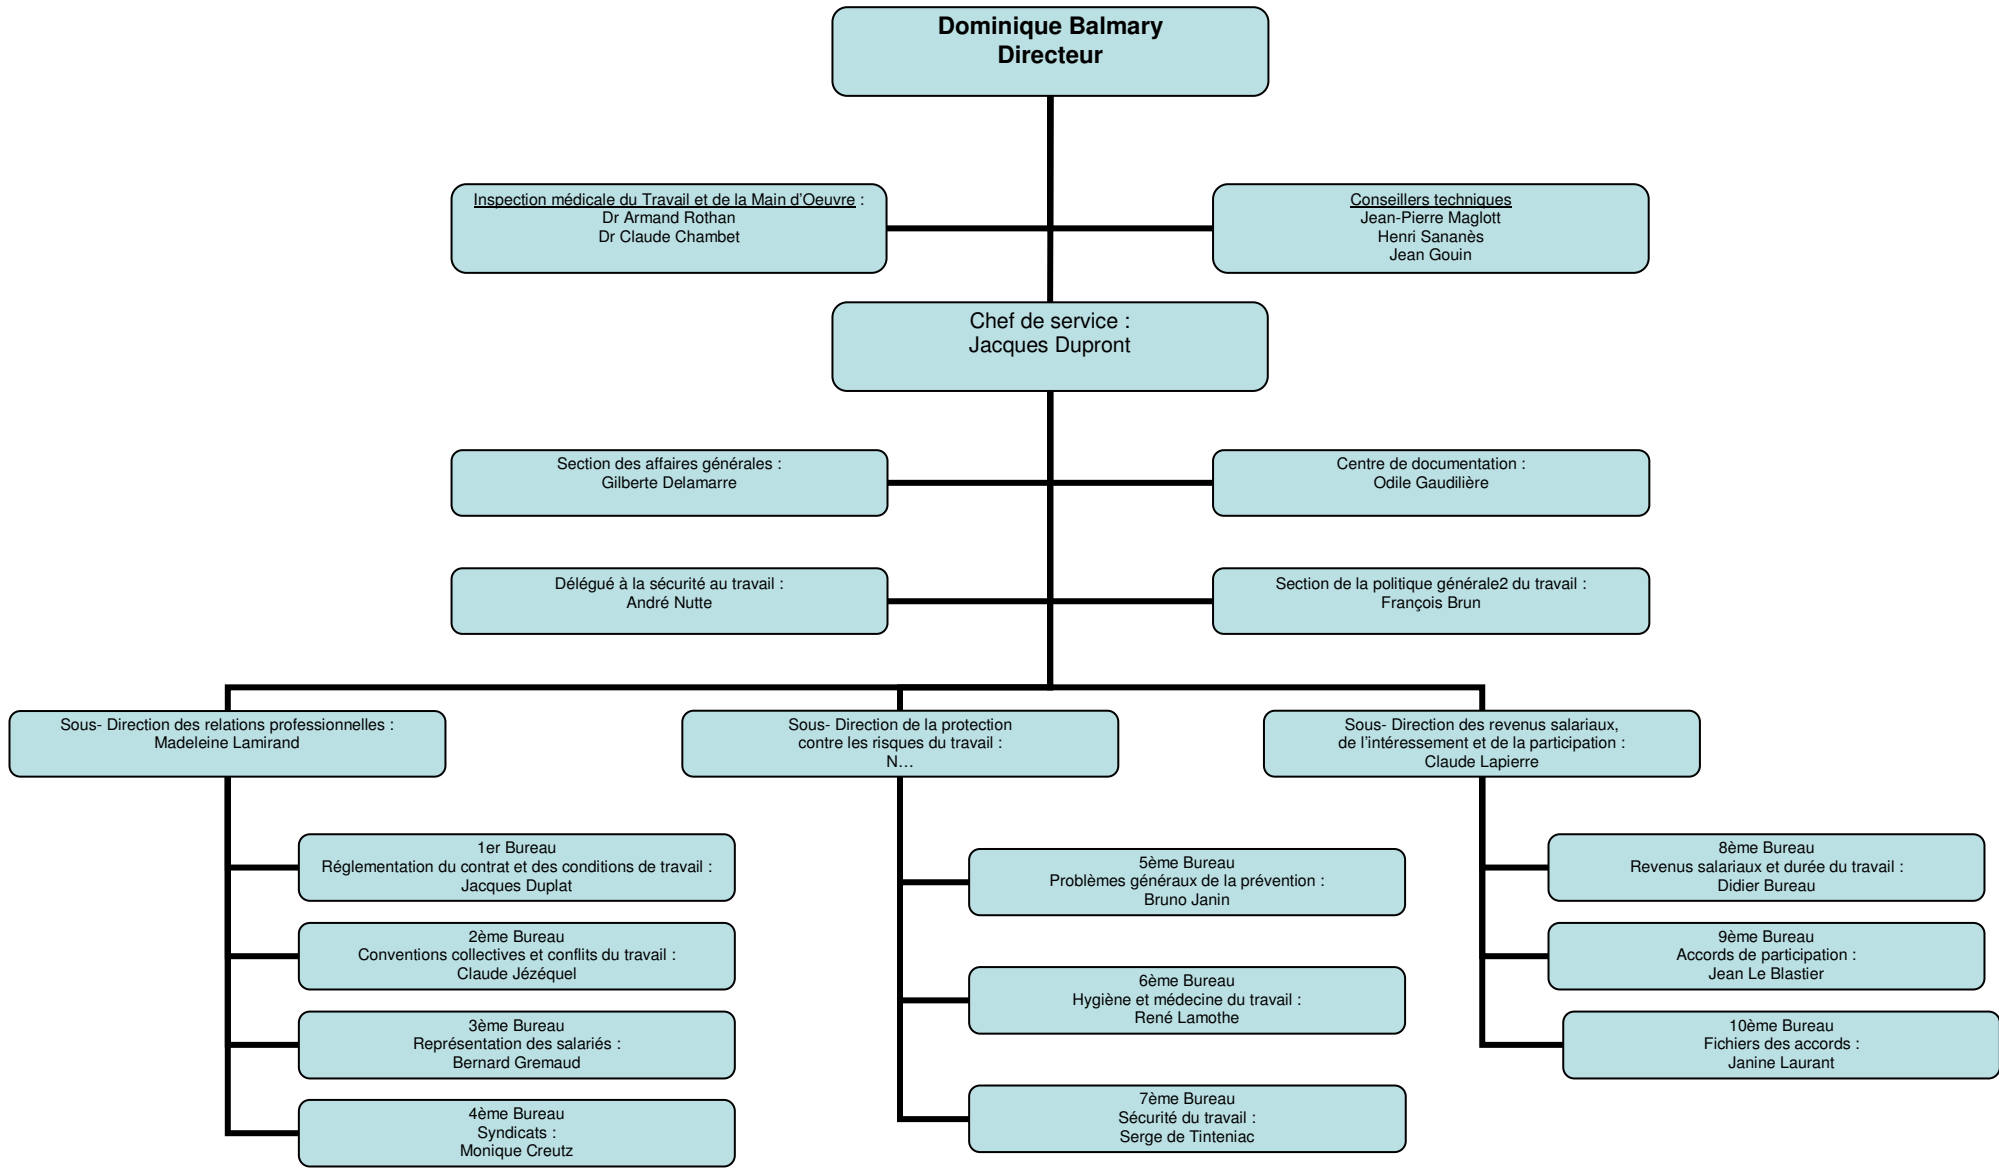 Dominique Balmary
Directeur
Inspection médicale du Travail et de la Main d'Oeuvre :
Dr Armand Rothan
Dr Claude Chambet
Conseillers techniques
Jean-Pierre Maglott
Henri Sananès
Jean Gouin
Chef de service :
Jacques Dupront
Section des affaires générales :
Gilberte Delamarre
Centre de documentation :
Odile Gaudilière
Délégué à la sécurité au travail :
André Nutte
Section de la politique générale2 du travail :
François Brun
Sous- Direction des relations professionnelles :
Madeleine Lamirand
Sous- Direction de la protection
contre les risques du travail :
N…
Sous- Direction des revenus salariaux,
de l'intéressement et de la participation :
Claude Lapierre
1er Bureau
Réglementation du contrat et des conditions de travail :
Jacques Duplat
2ème Bureau
Conventions collectives et conflits du travail :
Claude Jézéquel
3ème Bureau
Représentation des salariés :
Bernard Gremaud
4ème Bureau
Syndicats :
Monique Creutz
5ème Bureau
Problèmes généraux de la prévention :
Bruno Janin
6ème Bureau
Hygiène et médecine du travail :
René Lamothe
7ème Bureau
Sécurité du travail :
Serge de Tinteniac
8ème Bureau
Revenus salariaux et durée du travail :
Didier Bureau
9ème Bureau
Accords de participation :
Jean Le Blastier
10ème Bureau
Fichiers des accords :
Janine Laurant